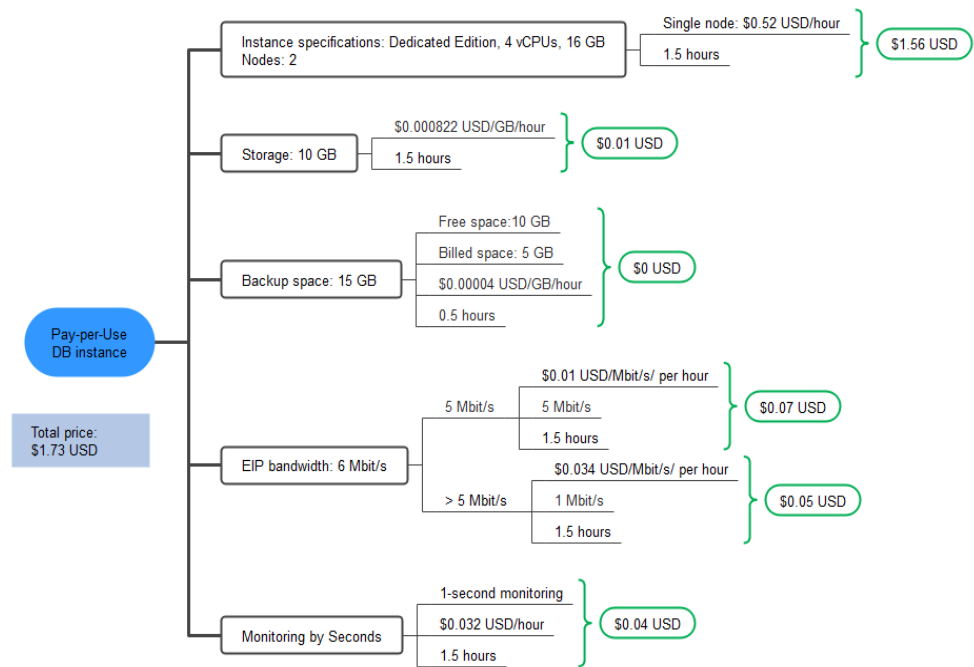 Pay-per-Use
DB instance
Total price:
$1.73 USD
Instance specifications: Dedicated Edition, 4 vCPUs, 16 GB
Nodes: 2
Single node: $0.52 USD/hour
1.5 hours
$1.56 USD
Storage: 10 GB
$0.000822 USD/GB/hour
1.5 hours
$0.01 USD
Backup space: 15 GB
Free space:10 GB
Billed space: 5 GB
$0.00004 USD/GB/hour
0.5 hours
$0 USD
EIP bandwidth: 6 Mbit/s
5 Mbit/s
$0.01 USD/Mbit/s/ per hour
5 Mbit/s
1.5 hours
$0.07 USD
> 5 Mbit/s
$0.034 USD/Mbit/s/ per hour
1 Mbit/s
1.5 hours
$0.05 USD
Monitoring by Seconds
1-second monitoring
$0.032 USD/hour
1.5 hours
$0.04 USD